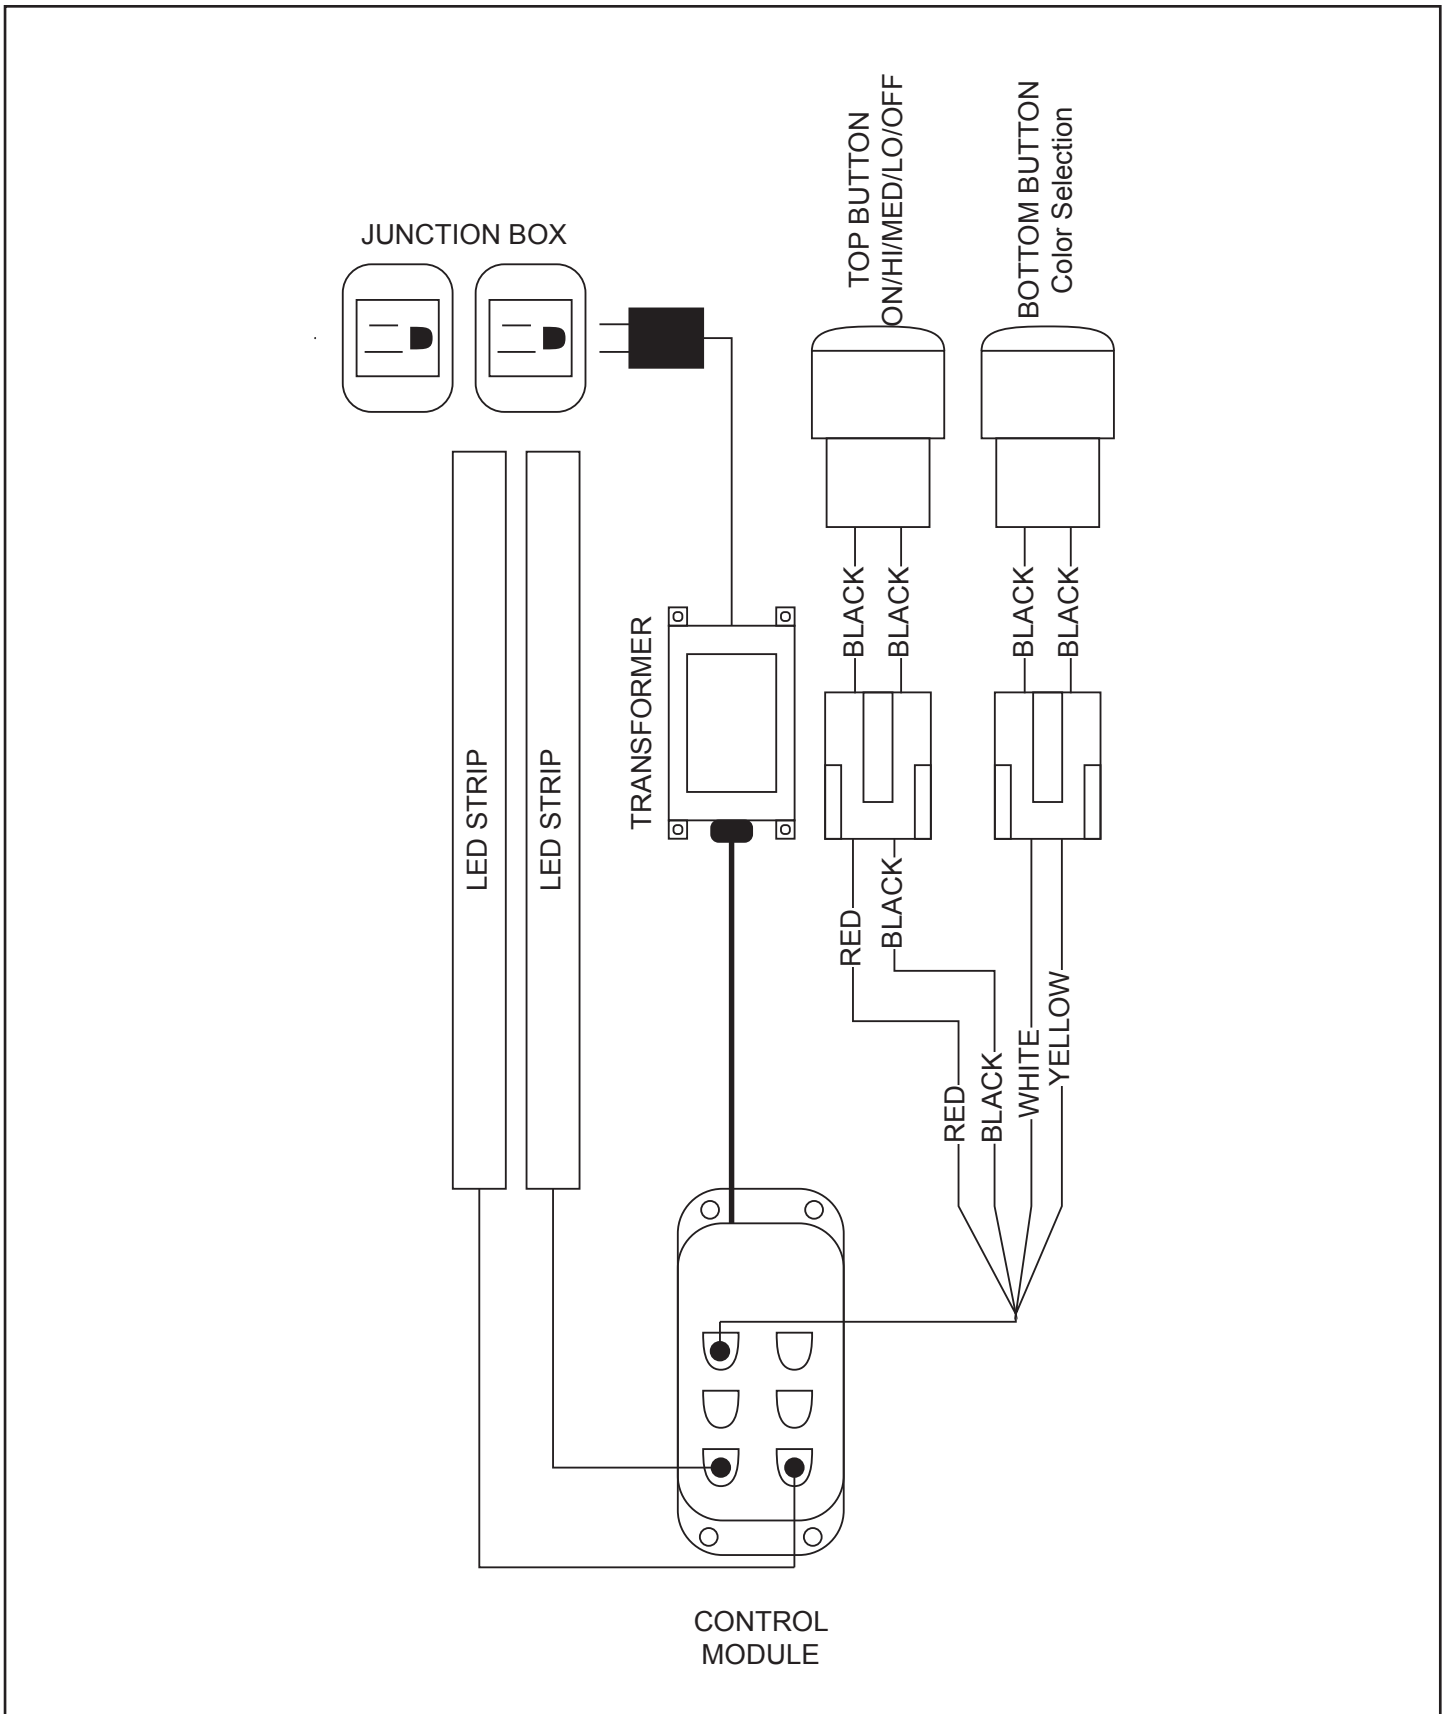 TOP BUTTON
ON/HI/MED/LO/OFF
BOTTOM BUTTON
Color Selection
JUNCTION BOX
BLACK
BLACK
BLACK
BLACK
TRANSFORMER
LED STRIP
LED STRIP
RED
BLACK
WHITE
YELLOW
RED
BLACK
CONTROL
MODULE